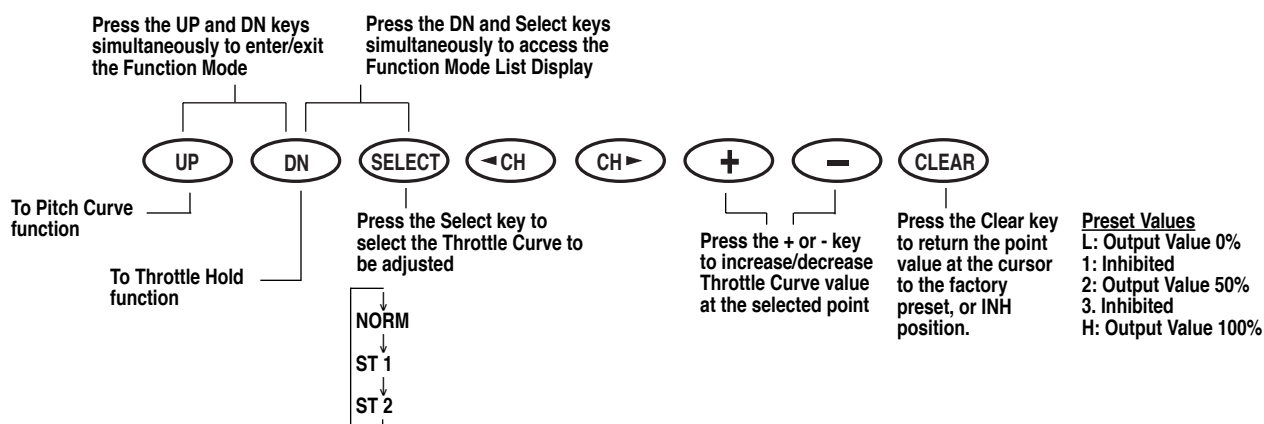 Press the UP and DN keys
simultaneously to enter/exit
the Function Mode
Press the DN and Select keys
simultaneously to access the
Function Mode List Display
UP
DN
SELECT
◄CH
CH►
+
−
CLEAR
To Pitch Curve
function
To Throttle Hold
function
Press the Select key to
select the Throttle Curve to
be adjusted
NORM
ST 1
ST 2
Press the + or - key
to increase/decrease
Throttle Curve value
at the selected point
Press the Clear key
to return the point
value at the cursor
to the factory
preset, or INH
position.
Preset Values
L: Output Value 0%
1: Inhibited
2: Output Value 50%
3. Inhibited
H: Output Value 100%